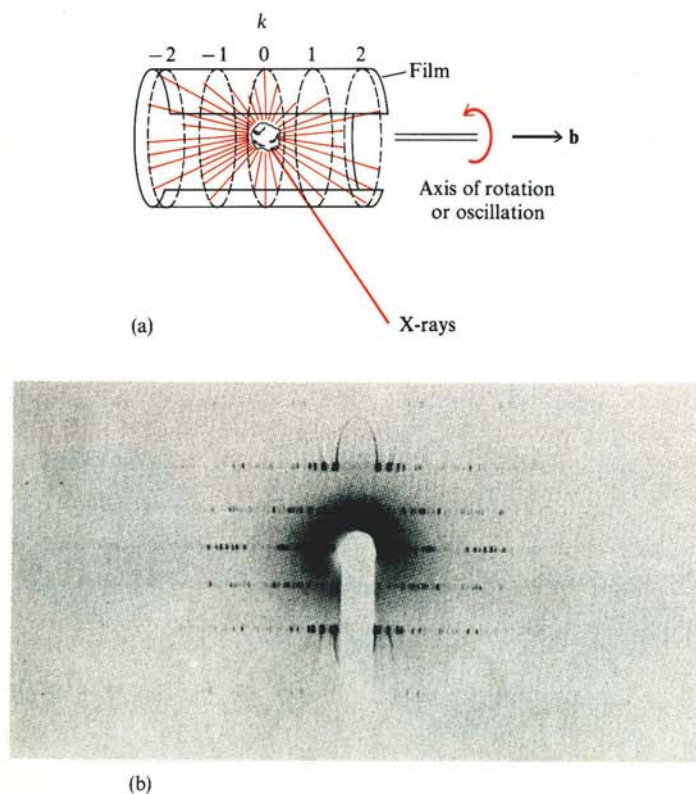 k
−2 −1 0 1 2
Film
b
Axis of rotation
or oscillation
(a)
X-rays
(b)